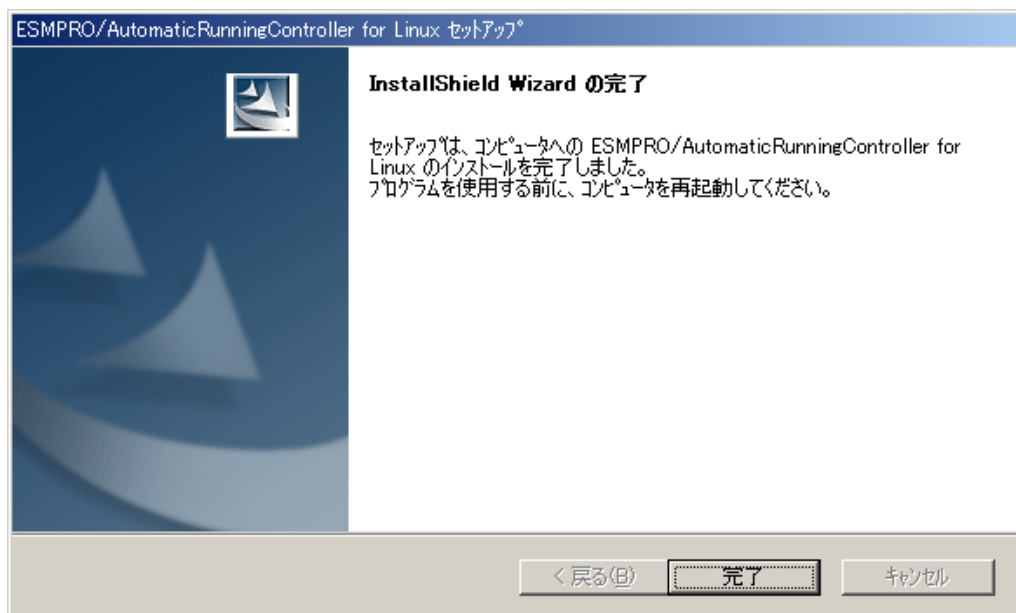 ESMPRO/AutomaticRunningController for Linux ｾｯﾄｱｯﾌﾟ
InstallShield Wizard の完了
ｾｯﾄｱｯﾌﾟは、ｺﾝﾋﾟｭｰﾀへの ESMPRO/AutomaticRunningController for
Linux のｲﾝｽﾄｰﾙを完了しました。
ﾌﾟﾛｸﾞﾗﾑを使用する前に、ｺﾝﾋﾟｭｰﾀを再起動してください。
< 戻る(B)
完了
ｷｬﾝｾﾙ